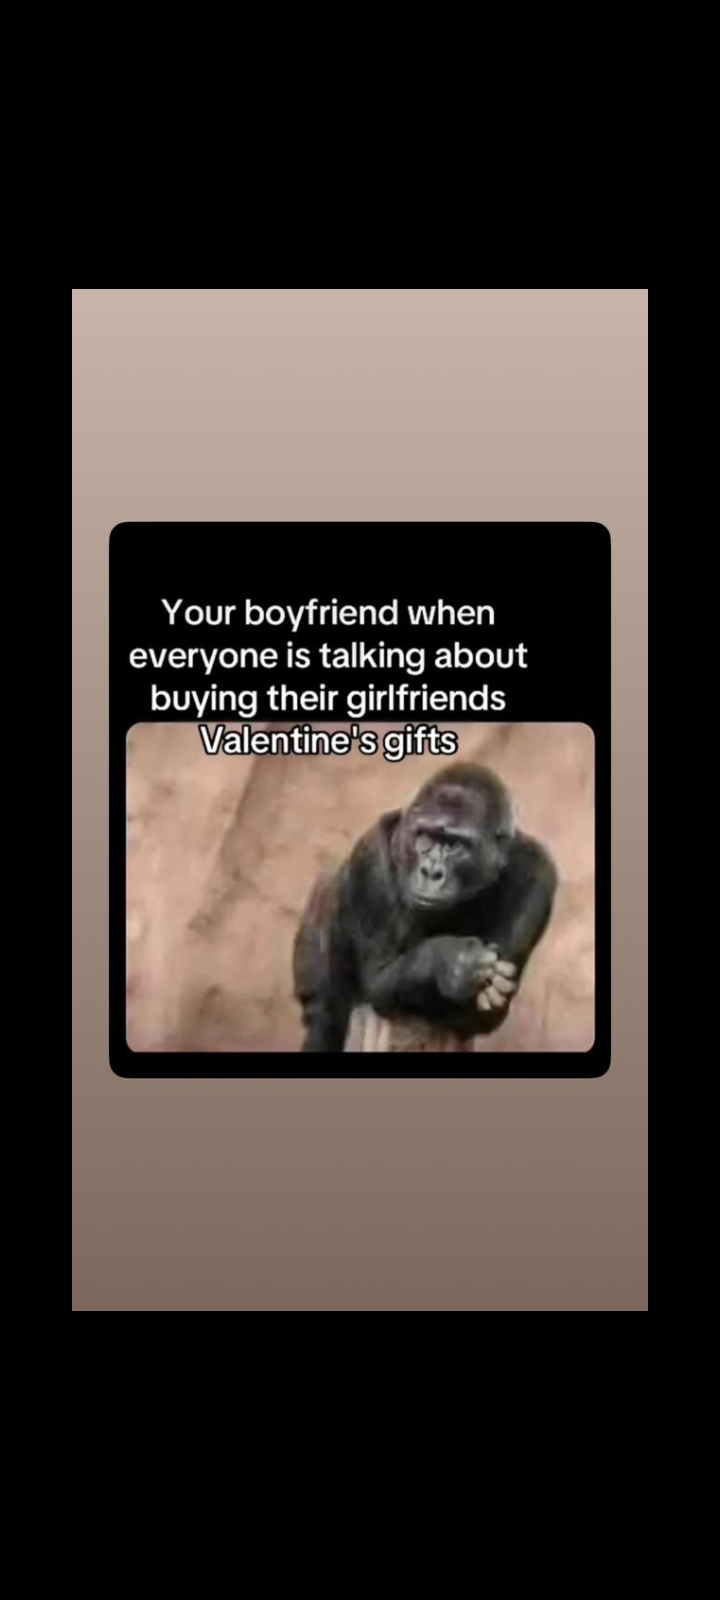 Your boyfriend when
everyone is talking about
buying their girlfriends
Valentine's gifts